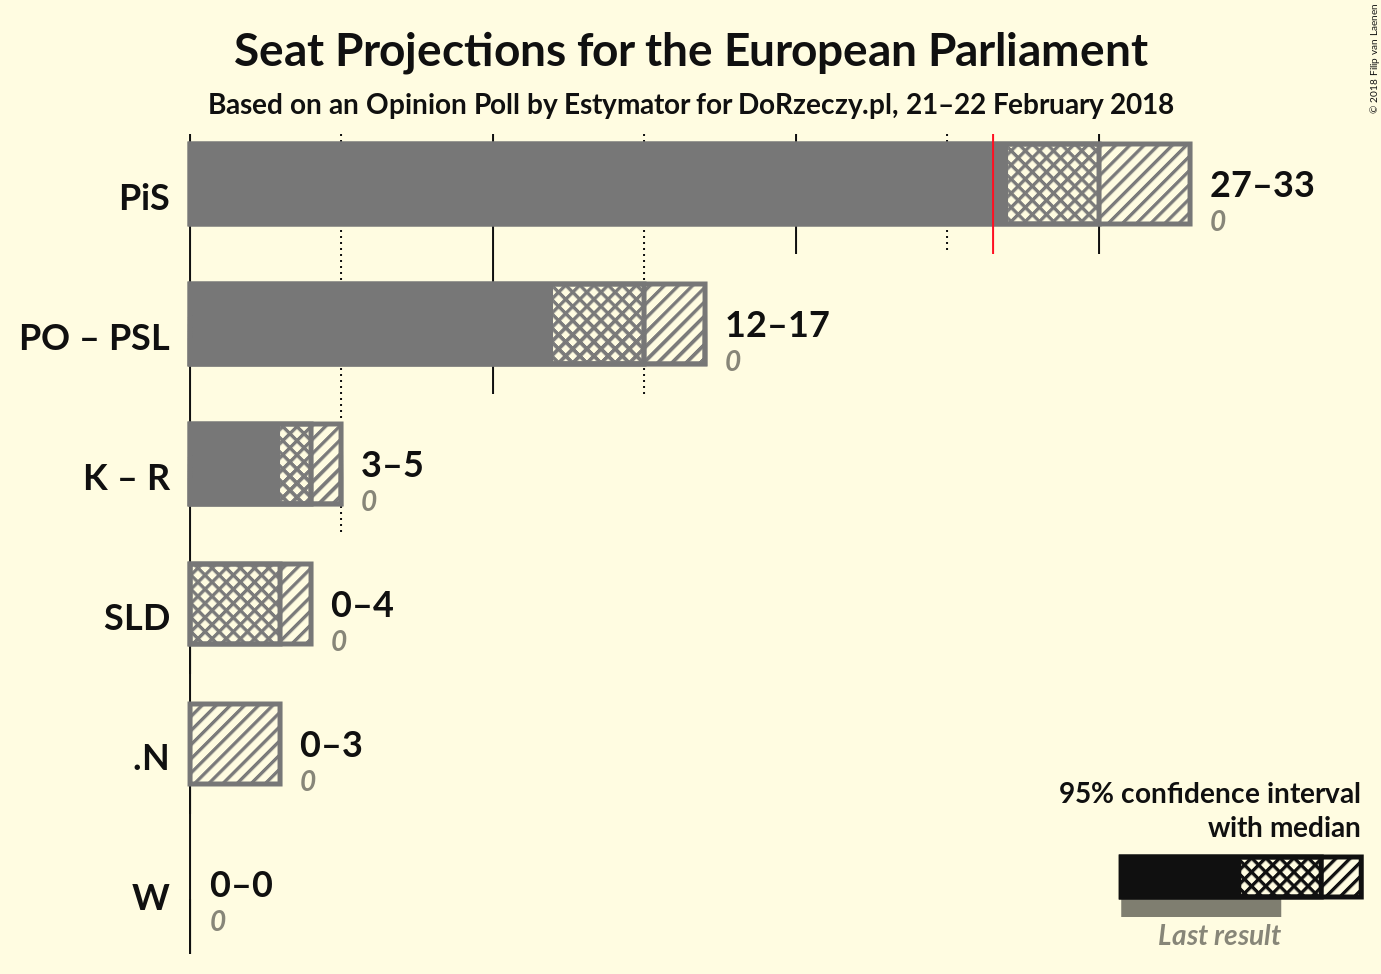 Seat Projections for the European Parliament
Based on an Opinion Poll by Estymator for DoRzeczy.pl, 21–22 February 2018
© 2018 Filip van Laenen
PiS
27–33
0
PO – PSL
12–17
0
K – R
3–5
0
SLD
0–4
0
.N
0–3
0
W
0–0
0
95% confidence interval
with median
Last result